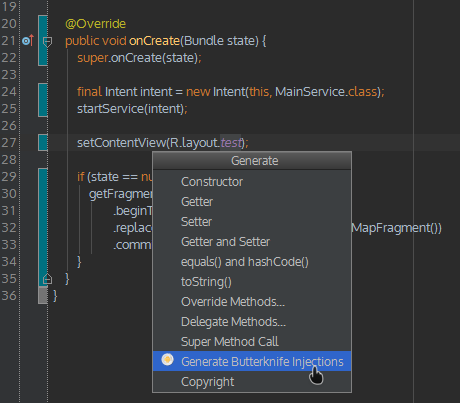 19
20 @Override
21 public void onCreate(Bundle state) {
22 super.onCreate(state);
23
24 final Intent intent = new Intent(this, MainService.class);
25 startService(intent);
26
27 setContentView(R.layout.test);
28 Generate
Constructor
29 if (state == nu
30 getFragme
Getter
31 .beginT
Setter
32 .replac MapFragment())
Getter and Setter
33 .comm
equals() and hashCode()
34 }
toString()
35 }
Override Methods...
36 }
Delegate Methods...
Super Method Call
Generate Butterknife Injections
Copyright